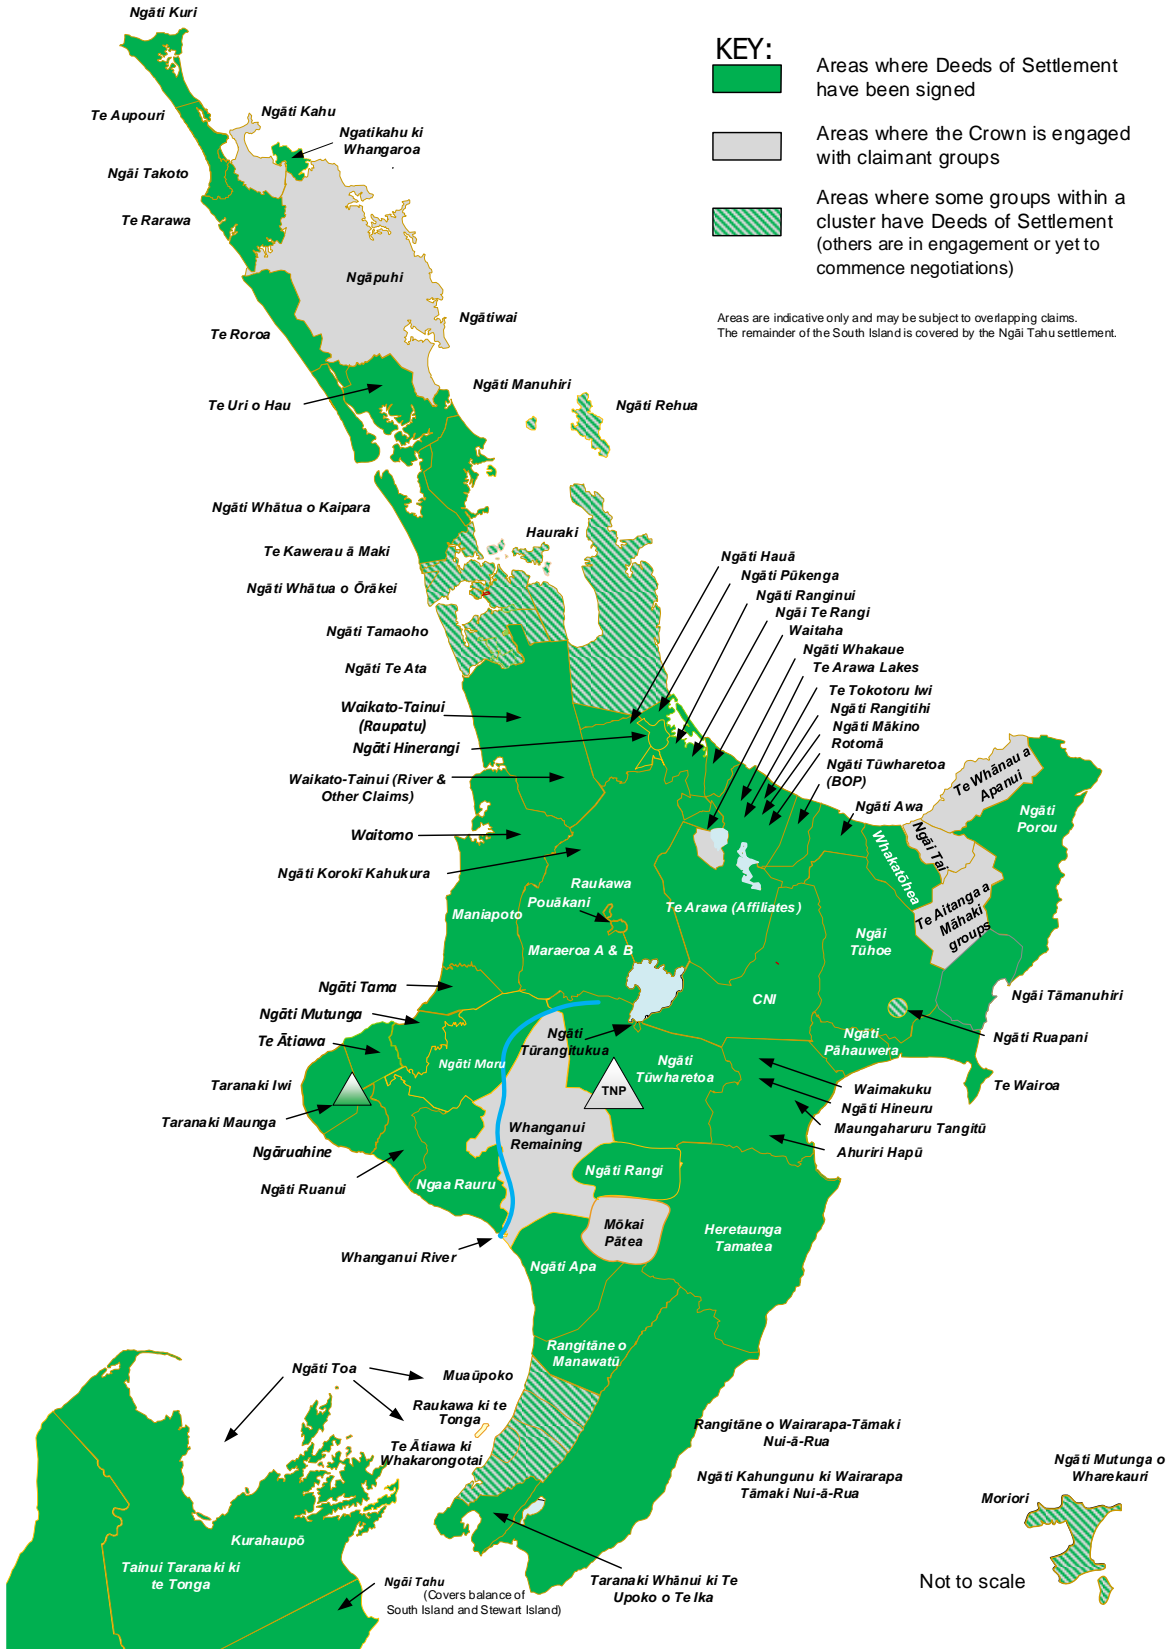 Ngāti Kuri
KEY:
Areas where Deeds of Settlement
have been signed
Areas where the Crown is engaged
with claimant groups
Areas where some groups within a
cluster have Deeds of Settlement
(others are in engagement or yet to
commence negotiations)
Areas are indicative only and may be subject to overlapping claims.
The remainder of the South Island is covered by the Ngāi Tahu settlement.
Te Aupouri
Ngāti Kahu
Ngatikahu ki
Whangaroa
Ngāi Takoto
Te Rarawa
Ngāpuhi
Ngātiwai
Te Roroa
Ngāti Manuhiri
Te Uri o Hau
Ngāti Rehua
Ngāti Whātua o Kaipara
Hauraki
Te Kawerau ā Maki
Ngāti Whātua o Ōrākei
Ngāti Tamaoho
Ngāti Te Ata
Ngāti Hauā
Ngāti Pūkenga
Ngāti Ranginui
Ngāi Te Rangi
Waitaha
Ngāti Whakaue
Te Arawa Lakes
Te Tokotoru Iwi
Ngāti Rangitihi
Ngāti Mākino
Rotomā
Ngāti Tūwharetoa
(BOP)
Ngāti Awa
Waikato-Tainui
(Raupatu)
Ngāti Hinerangi
Waikato-Tainui (River &
Other Claims)
Waitomo
Ngāti Korokī Kahukura
Te Whānau a
Apanui
Ngāti
Porou
Ngāi Tai
Whakatōhea
Te Aitanga a
Māhaki
groups
Raukawa
Pouākani
Maniapoto
Te Arawa (Affiliates)
Maraeroa A & B
Ngāi
Tūhoe
CNI
Ngāti Tama
Ngāti Mutunga
Te Ātiawa
Ngāi Tāmanuhiri
Ngāti Ruapani
Ngāti
Pāhauwera
Te Wairoa
Ngāti
Tūrangitukua
Ngāti Maru
Ngāti
Tūwharetoa
TNP
Taranaki Iwi
Taranaki Maunga
Waimakuku
Ngāti Hineuru
Maungaharuru Tangitū
Ahuriri Hapū
Whanganui
Remaining
Ngāruahine
Ngāti Ruanui
Ngaa Rauru
Ngāti Rangi
Mōkai
Pātea
Heretaunga
Tamatea
Whanganui River
Ngāti Apa
Rangitāne o
Manawatū
Ngāti Toa
Muaūpoko
Raukawa ki te
Tonga
Te Ātiawa ki
Whakarongotai
Rangitāne o Wairarapa-Tāmaki
Nui-ā-Rua
Ngāti Kahungunu ki Wairarapa
Tāmaki Nui-ā-Rua
Ngāti Mutunga o
Wharekauri
Moriori
Not to scale
Kurahaupō
Tainui Taranaki ki
te Tonga
Ngāi Tahu
(Covers balance of
South Island and Stewart Island)
Taranaki Whānui ki Te
Upoko o Te Ika